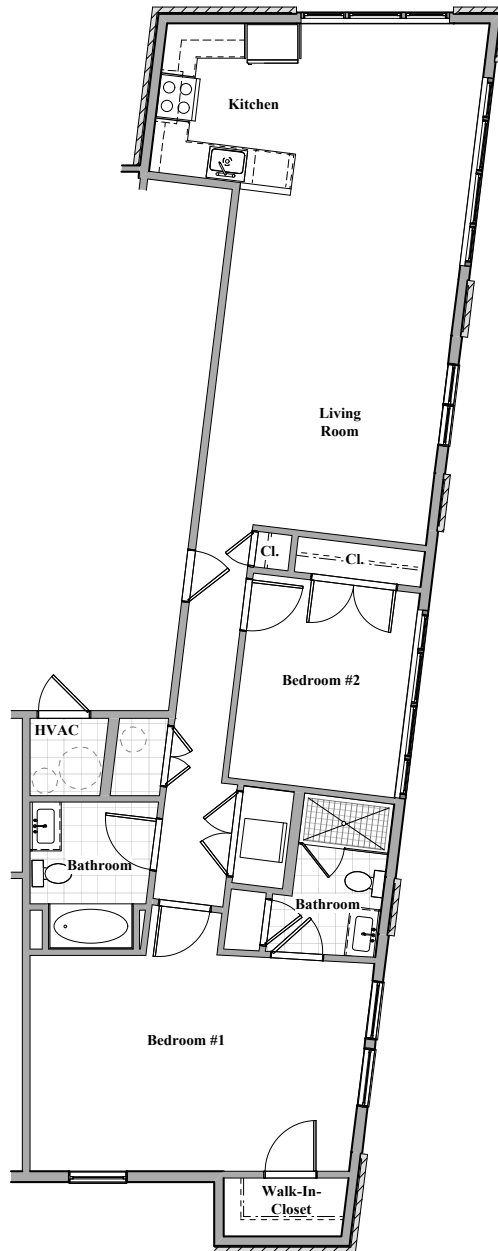 Kitchen
Living
Room
Cl.
Cl.
Bedroom #2
HVAC
Bathroom
Bathroom
Bedroom #1
Walk-In-
Closet